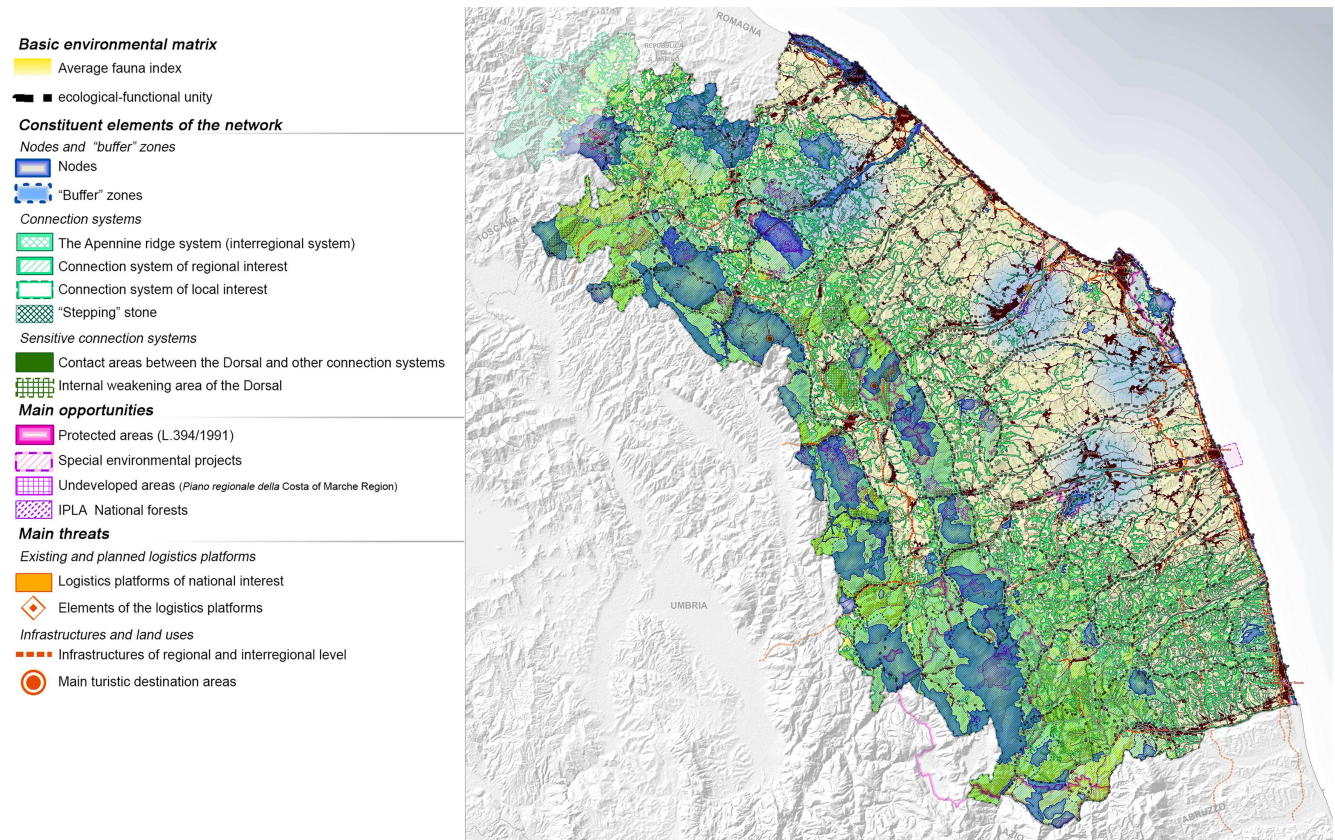 Basic environmental matrix
Average fauna index
ecological-functional unity
Constituent elements of the network
Nodes and “buffer” zones
Nodes
“Buffer” zones
Connection systems
The Apennine ridge system (interregional system)
Connection system of regional interest
Connection system of local interest
“Stepping” stone
Sensitive connection systems
Contact areas between the Dorsal and other connection systems
Internal weakening area of the Dorsal
Main opportunities
Protected areas (L.394/1991)
Special environmental projects
Undeveloped areas (Piano regionale della Costa of Marche Region)
IPLA National forests
Main threats
Existing and planned logistics platforms
Logistics platforms of national interest
Elements of the logistics platforms
Infrastructures and land uses
Infrastructures of regional and interregional level
Main turistic destination areas
ROMAGNA
REPUBBLICA
MARINO
TOSCANA
UMBRIA
LAZIO
ABRUZZO